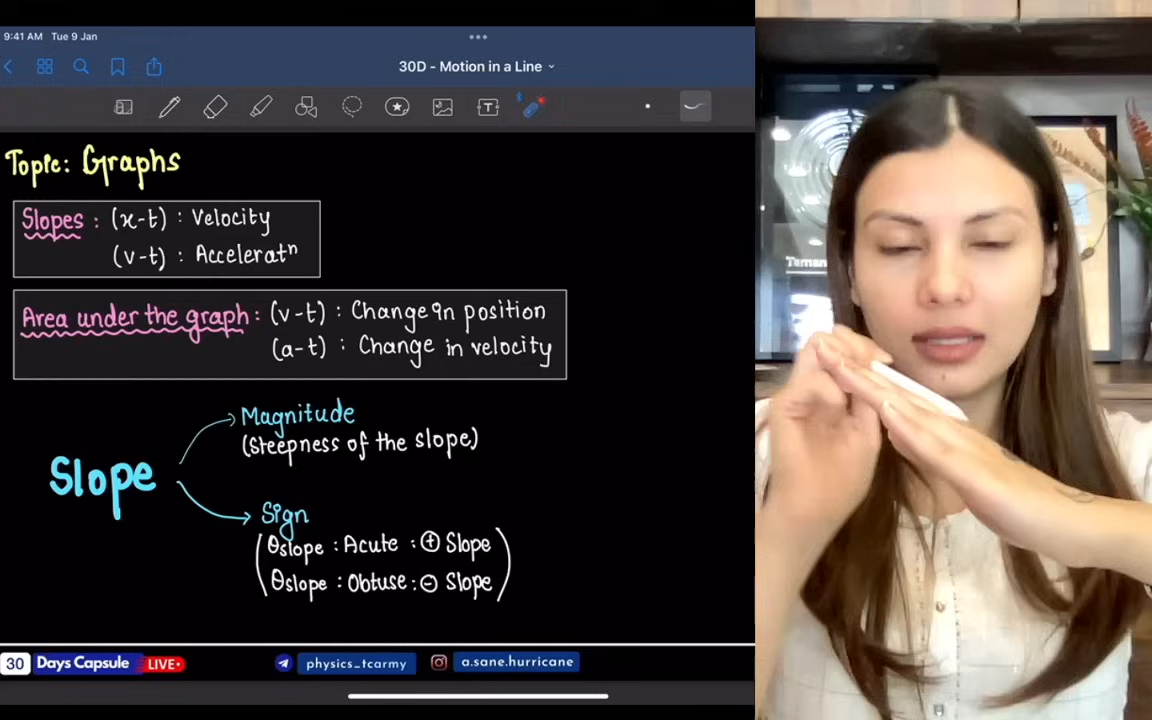 9:41 AM Tue 9 Jan
30D - Motion in a Line
Topic: Graphs
Slopes : (x-t) : Velocity
(v-t) : Acceleratⁿ
Area under the graph : (v-t) : Change in position
(a-t) : Change in velocity
Magnitude
(Steepness of the slope)
Slope
Sign
(θslope : Acute : ⊕ Slope
θslope : Obtuse : ⊖ Slope)
30 Days Capsule LIVE
physics_tcarmy
a.sane.hurricane